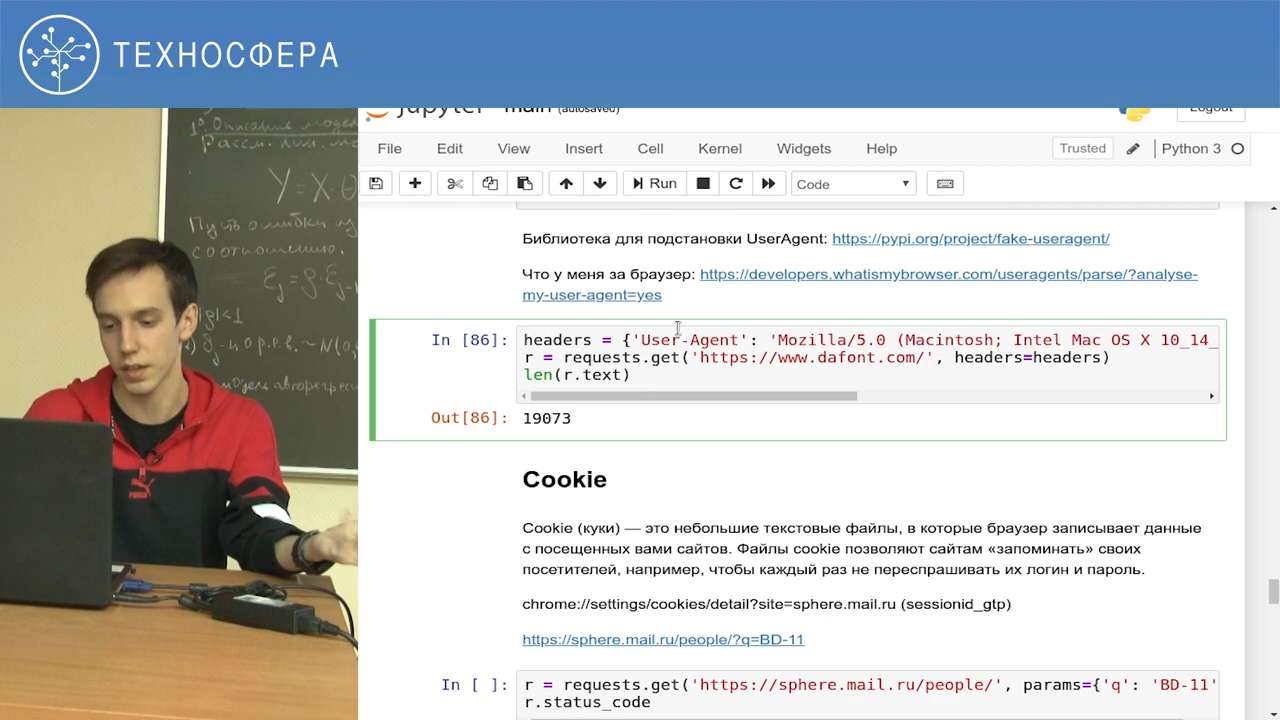 ТЕХНОСФЕРА
jupyter main (autosaved)
Logout
File Edit View Insert Cell Kernel Widgets Help
Trusted Python 3
Run Code
Библиотека для подстановки UserAgent: https://pypi.org/project/fake-useragent/
Что у меня за браузер: https://developers.whatismybrowser.com/useragents/parse/?analyse-
my-user-agent=yes
In [86]: headers = {'User-Agent': 'Mozilla/5.0 (Macintosh; Intel Mac OS X 10_14_
r = requests.get('https://www.dafont.com/', headers=headers)
len(r.text)
Out[86]: 19073
Cookie
Cookie (куки) — это небольшие текстовые файлы, в которые браузер записывает данные
с посещенных вами сайтов. Файлы cookie позволяют сайтам «запоминать» своих
посетителей, например, чтобы каждый раз не переспрашивать их логин и пароль.
chrome://settings/cookies/detail?site=sphere.mail.ru (sessionid_gtp)
https://sphere.mail.ru/people/?q=BD-11
In [ ]: r = requests.get('https://sphere.mail.ru/people/', params={'q': 'BD-11'
r.status_code
1º Описание
Y = X · Θ
Пусть ошибки
соотношению.